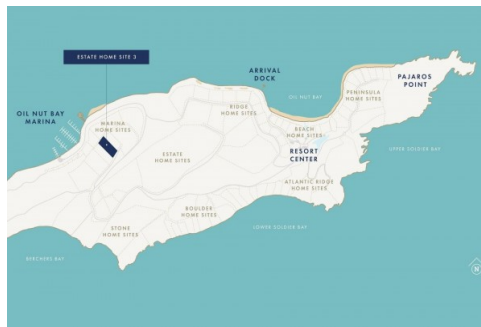 ESTATE HOME SITE 3
ARRIVAL
DOCK
PAJAROS
POINT
OIL NUT BAY
PENINSULA
HOME SITES
RIDGE
HOME SITES
OIL NUT BAY
MARINA
MARINA
HOME SITES
BEACH
HOME SITES
RESORT
CENTER
UPPER SOLDIER BAY
ESTATE
HOME SITES
ATLANTIC RIDGE
HOME SITES
BOULDER
HOME SITES
STONE
HOME SITES
LOWER SOLDIER BAY
BERCHERS BAY
N